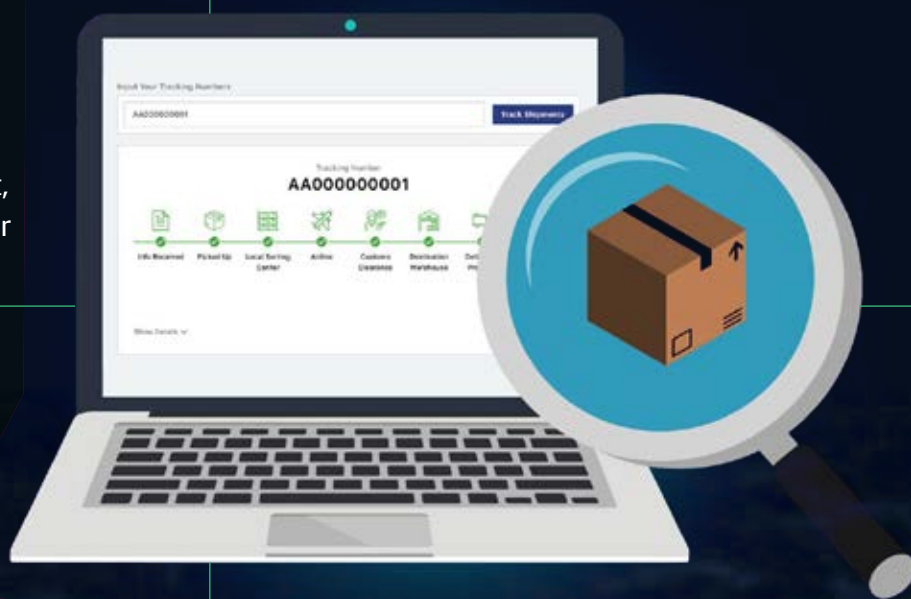 Input Your Tracking Numbers
AA000000001
Track Shipments
Tracking Number
AA000000001
Info Received
Picked Up
Local Sorting
Center
Airline
Customs
Clearance
Destination
Warehouse
Show Details